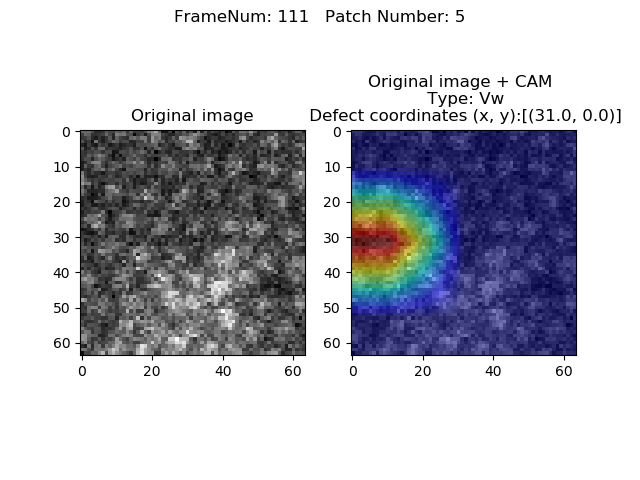 FrameNum: 111   Patch Number: 5
Original image
Original image + CAM
Type: Vw
Defect coordinates (x, y):[(31.0, 0.0)]
0
10
20
30
40
50
60
0 20 40 60
0
10
20
30
40
50
60
0 20 40 60